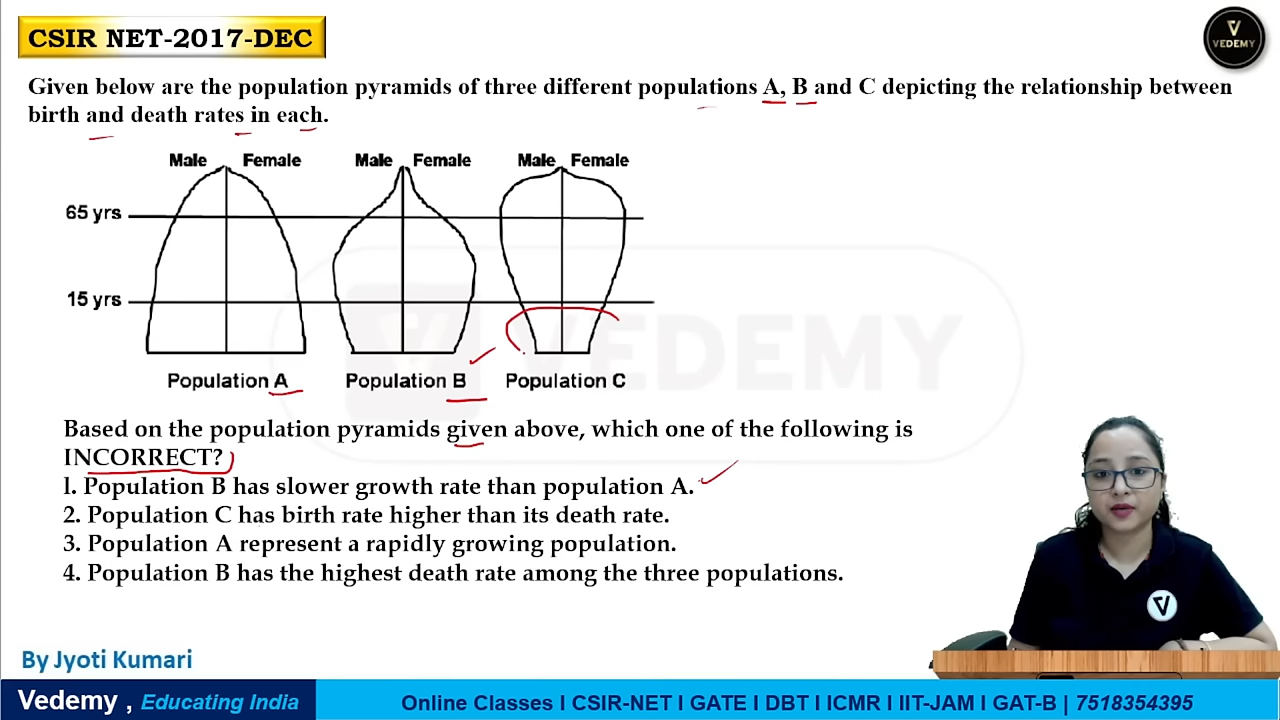 CSIR NET-2017-DEC
VEDEMY
Given below are the population pyramids of three different populations A, B and C depicting the relationship between
birth and death rates in each.
Male Female Male Female Male Female
65 yrs
15 yrs
Population A Population B Population C
VEDEMY
Based on the population pyramids given above, which one of the following is
INCORRECT?
l. Population B has slower growth rate than population A.
2. Population C has birth rate higher than its death rate.
3. Population A represent a rapidly growing population.
4. Population B has the highest death rate among the three populations.
By Jyoti Kumari
Vedemy , Educating India
Online Classes I CSIR-NET I GATE I DBT I ICMR I IIT-JAM I GAT-B | 7518354395